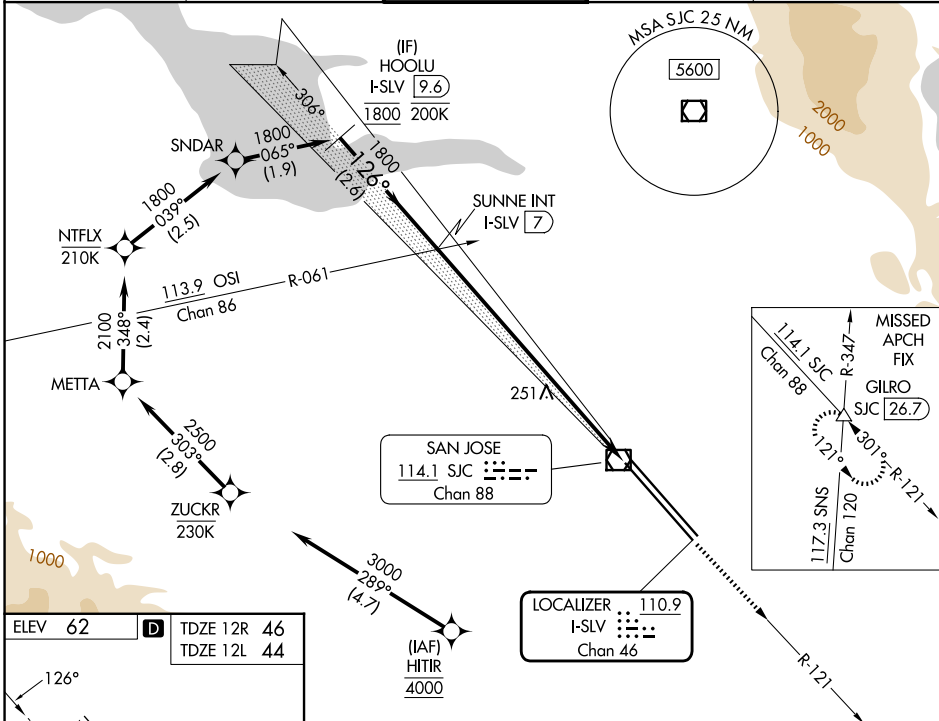 MSA SJC 25 NM
5600
2000
1000
(IF)
HOOLU
I-SLV 9.6
1800 200K
306°
SNDAR
1800
065°
(1.9)
1800
126°
(2.6)
1800
039°
(2.5)
SUNNE INT
I-SLV 7
NTFLX
210K
113.9 OSI
Chan 86
R-061
2100
348°
(2.4)
METTA
251
MISSED
APCH
FIX
GILRO
SJC 26.7
114.1 SJC
Chan 88
R-347
121°
301°
R-121
117.3 SNS
Chan 120
2500
303°
(2.8)
SAN JOSE
114.1 SJC
Chan 88
ZUCKR
230K
1000
3000
289°
(4.7)
(IAF)
HITIR
4000
LOCALIZER 110.9
I-SLV
Chan 46
R-121
ELEV 62
D
TDZE 12R 46
TDZE 12L 44
126°